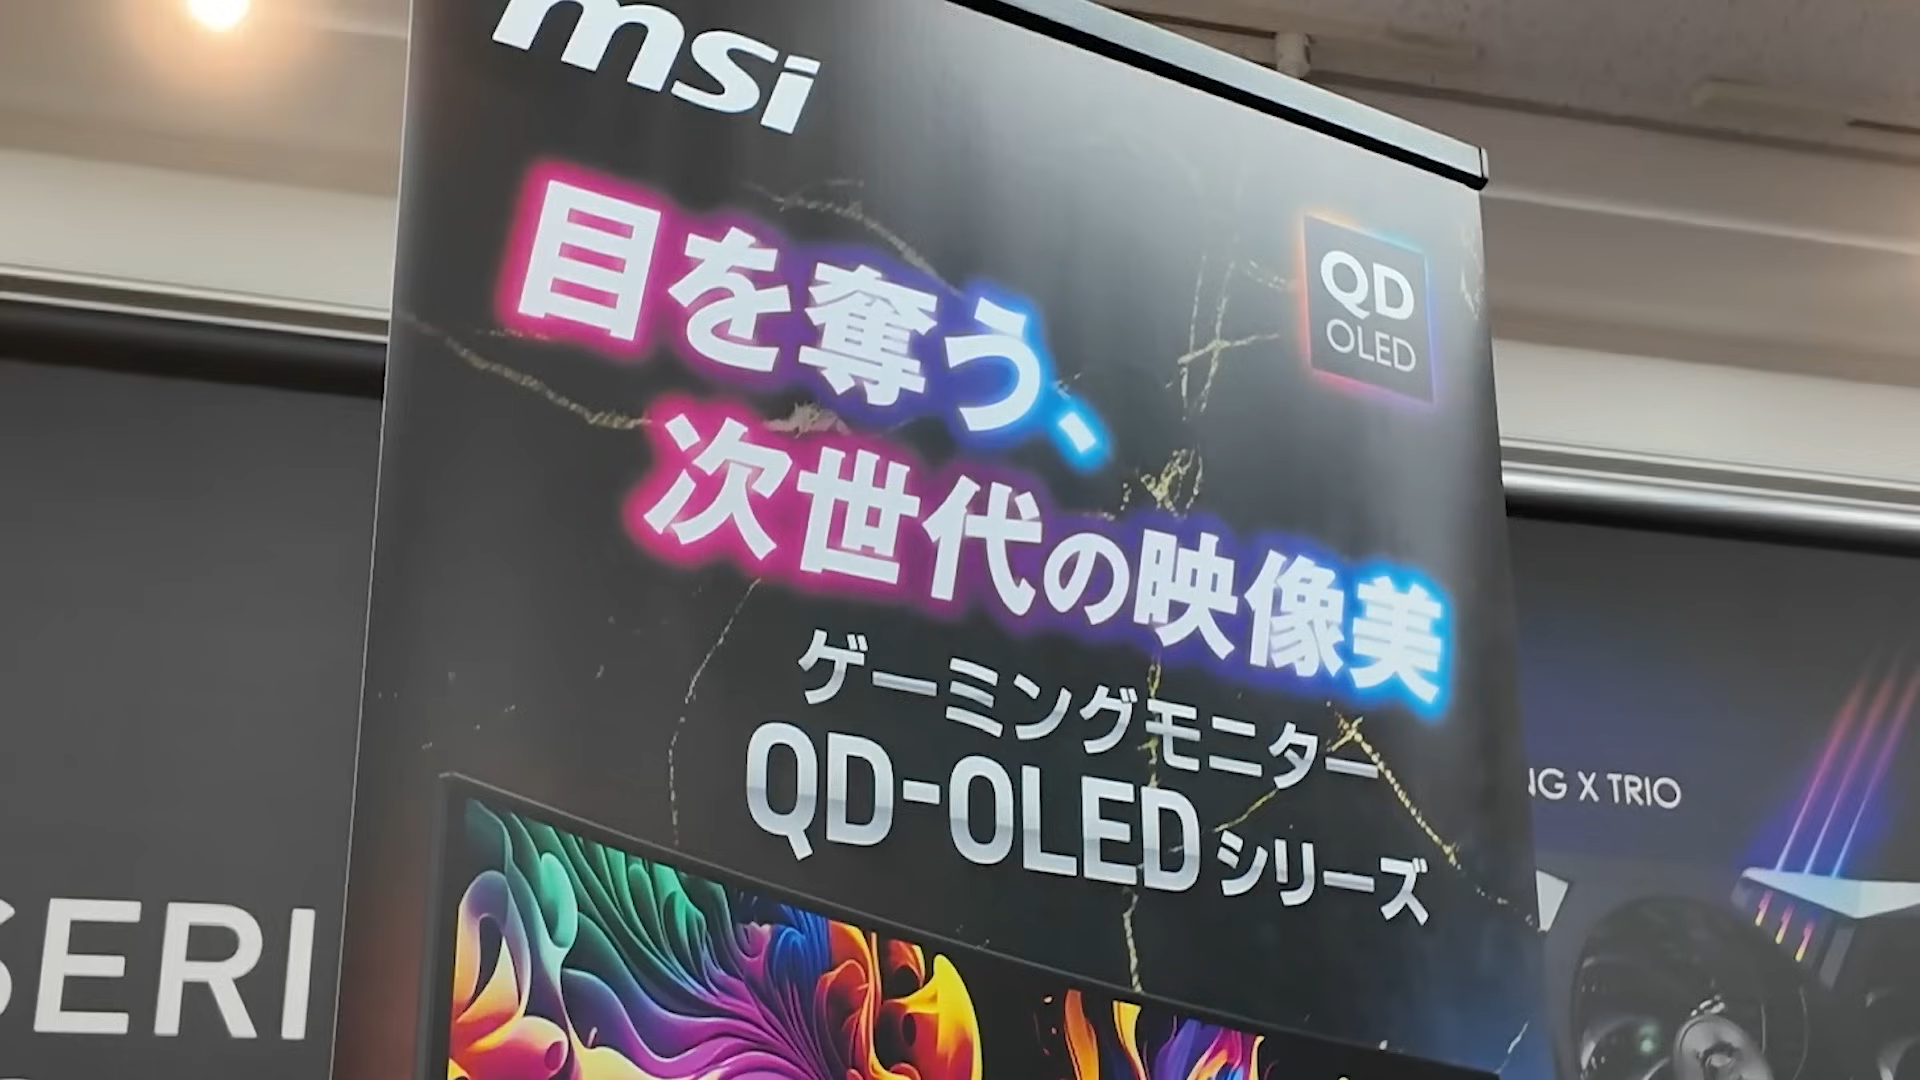 msi
QD
OLED
目を奪う、
次世代の映像美
ゲーミングモニター
QD-OLEDシリーズ
NG X TRIO
SERI